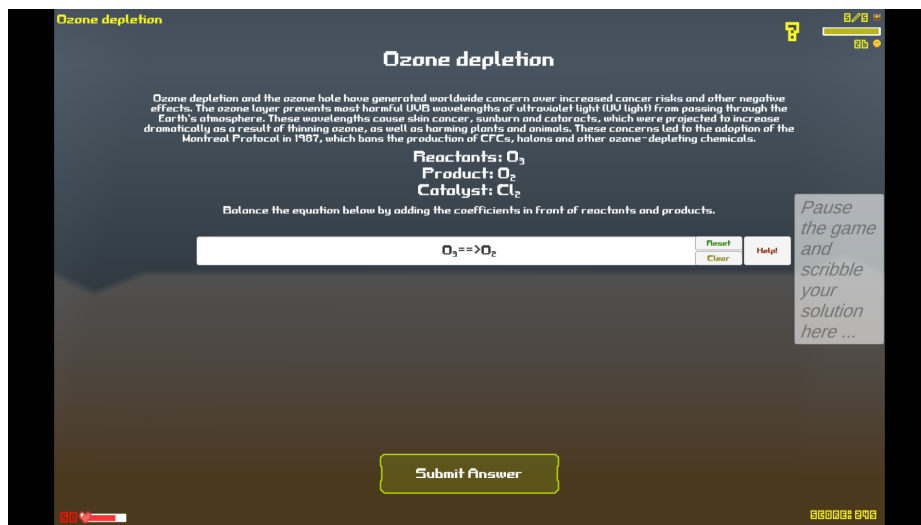 Ozone depletion
5/5
26
Ozone depletion
Ozone depletion and the ozone hole have generated worldwide concern over increased cancer risks and other negative
effects. The ozone layer prevents most harmful UVB wavelengths of ultraviolet light (UV light) from passing through the
Earth's atmosphere. These wavelengths cause skin cancer, sunburn and cataracts, which were projected to increase
dramatically as a result of thinning ozone, as well as harming plants and animals. These concerns led to the adoption of the
Montreal Protocol in 1987, which bans the production of CFCs, halons and other ozone-depleting chemicals.
Reactants: O₃
Product: O₂
Catalyst: Cl₂
Balance the equation below by adding the coefficients in front of reactants and products.
O₃==>O₂
Reset
Clear
Help!
Pause
the game
and
scribble
your
solution
here ...
Submit Answer
SCORE: 245